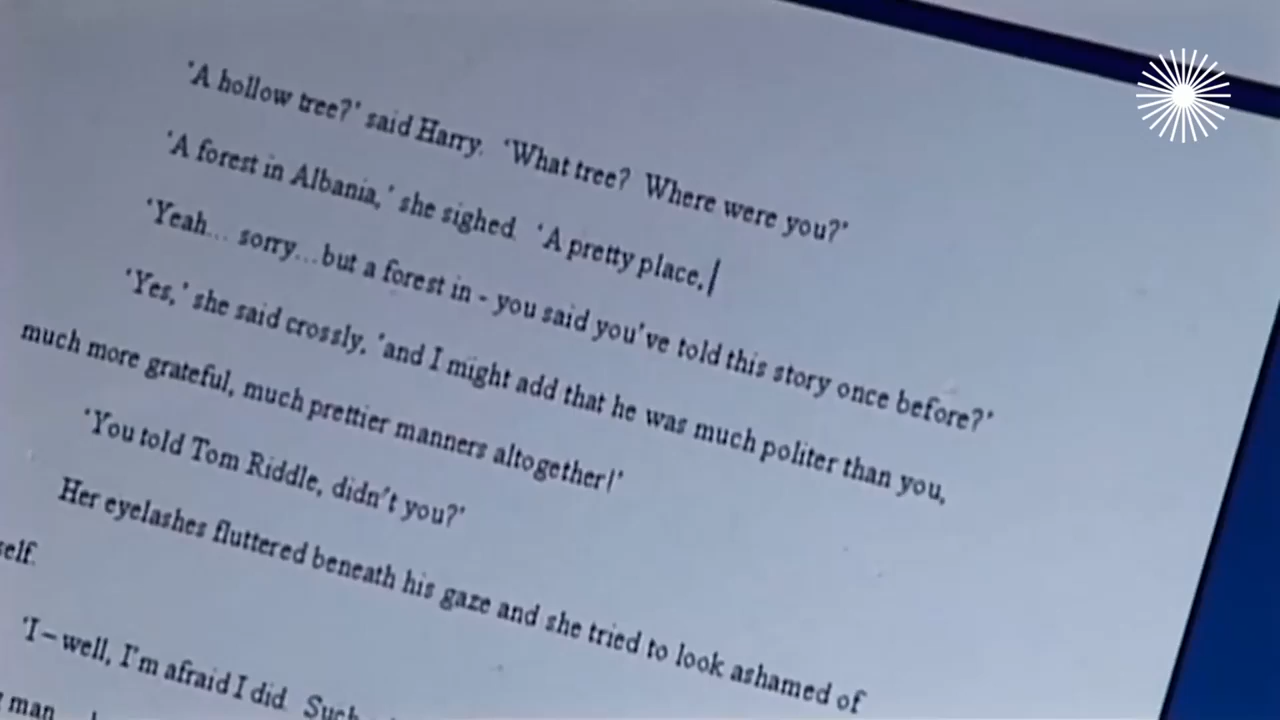 'A hollow tree?' said Harry. 'What tree? Where were you?'
'A forest in Albania,' she sighed. 'A pretty place,
'Yeah... sorry...but a forest in - you said you've told this story once before?'
'Yes,' she said crossly, 'and I might add that he was much politer than you,
much more grateful, much prettier manners altogether!'
'You told Tom Riddle, didn't you?'
Her eyelashes fluttered beneath his gaze and she tried to look ashamed of
self.
'I – well, I'm afraid I did. Such
man